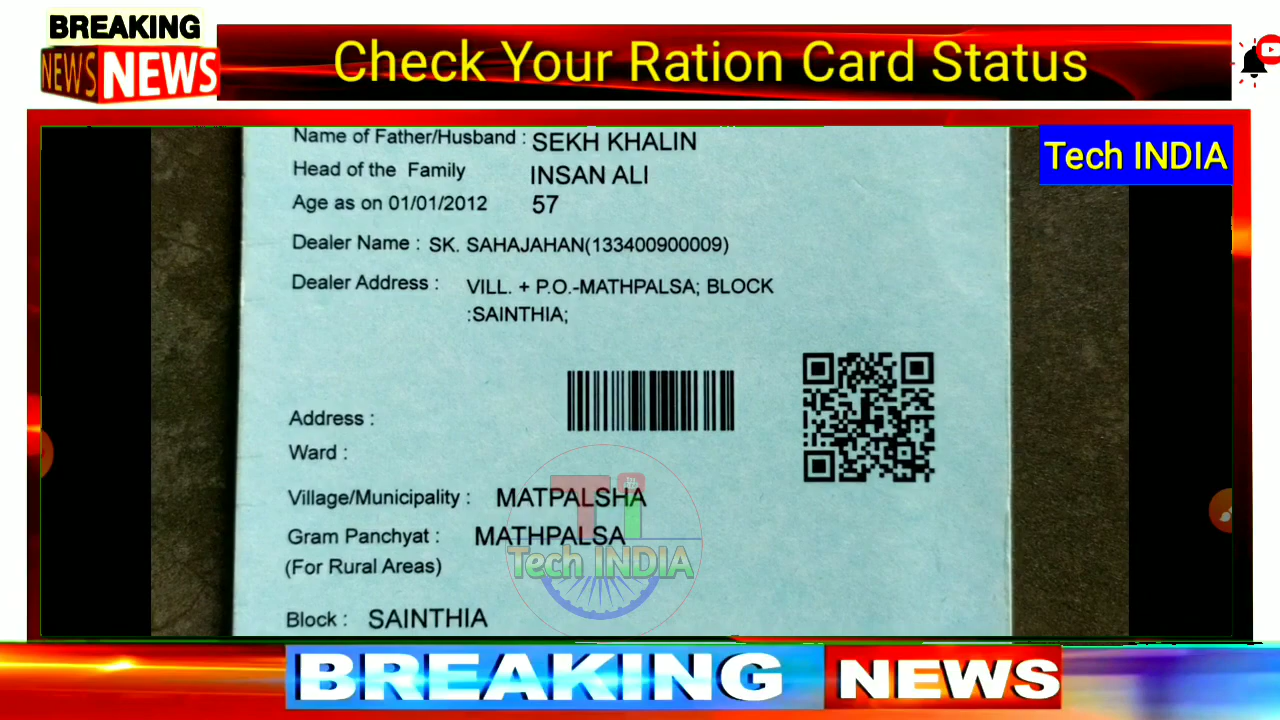 BREAKING
NEWS NEWS
Check Your Ration Card Status
Tech INDIA
Name of Father/Husband : SEKH KHALIN
Head of the Family INSAN ALI
Age as on 01/01/2012 57
Dealer Name : SK. SAHAJAHAN(133400900009)
Dealer Address : VILL. + P.O.-MATHPALSA; BLOCK
:SAINTHIA;
Address :
Ward :
Village/Municipality : MATPALSHA
Gram Panchyat : MATHPALSA
(For Rural Areas)
Ti
Tech INDIA
Block : SAINTHIA
BREAKING NEWS